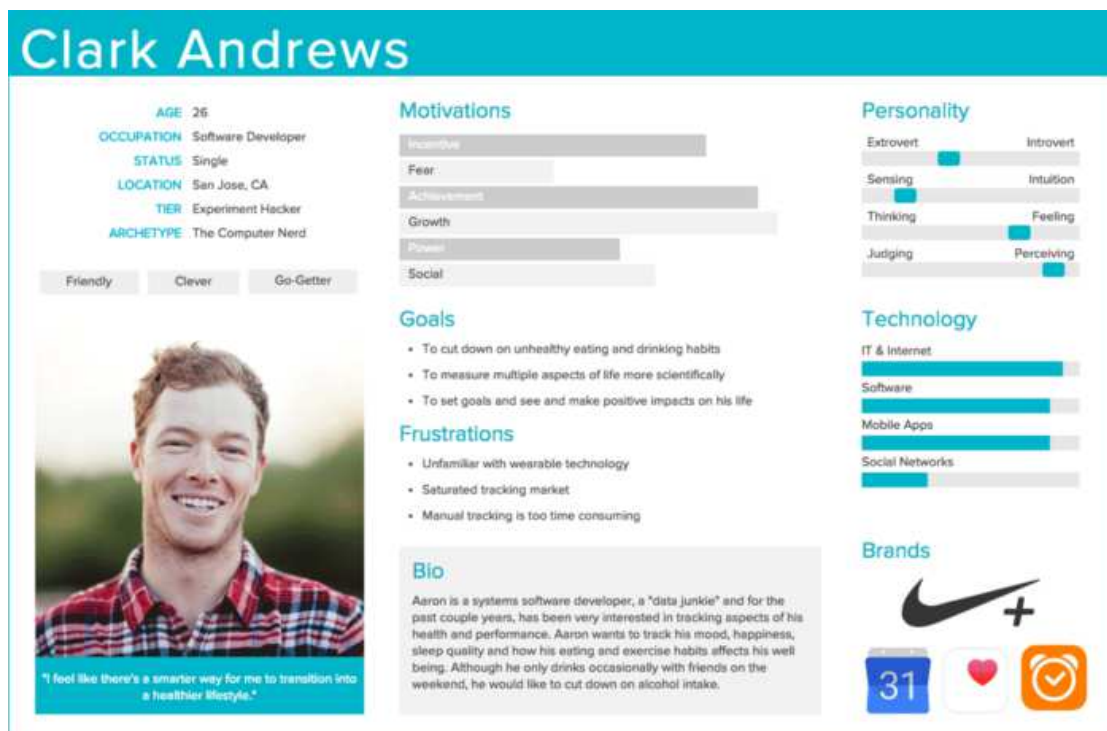 Clark Andrews
AGE 26
OCCUPATION Software Developer
STATUS Single
LOCATION San Jose, CA
TIER Experiment Hacker
ARCHETYPE The Computer Nerd
Friendly Clever Go-Getter
"I feel like there's a smarter way for me to transition into
a healthier lifestyle."
Motivations
Incentive
Fear
Achievement
Growth
Power
Social
Goals
• To cut down on unhealthy eating and drinking habits
• To measure multiple aspects of life more scientifically
• To set goals and see and make positive impacts on his life
Frustrations
• Unfamiliar with wearable technology
• Saturated tracking market
• Manual tracking is too time consuming
Bio
Aaron is a systems software developer, a "data junkie" and for the
past couple years, has been very interested in tracking aspects of his
health and performance. Aaron wants to track his mood, happiness,
sleep quality and how his eating and exercise habits affects his well
being. Although he only drinks occasionally with friends on the
weekend, he would like to cut down on alcohol intake.
Personality
Extrovert Introvert
Sensing Intuition
Thinking Feeling
Judging Perceiving
Technology
IT & Internet
Software
Mobile Apps
Social Networks
Brands
+
31